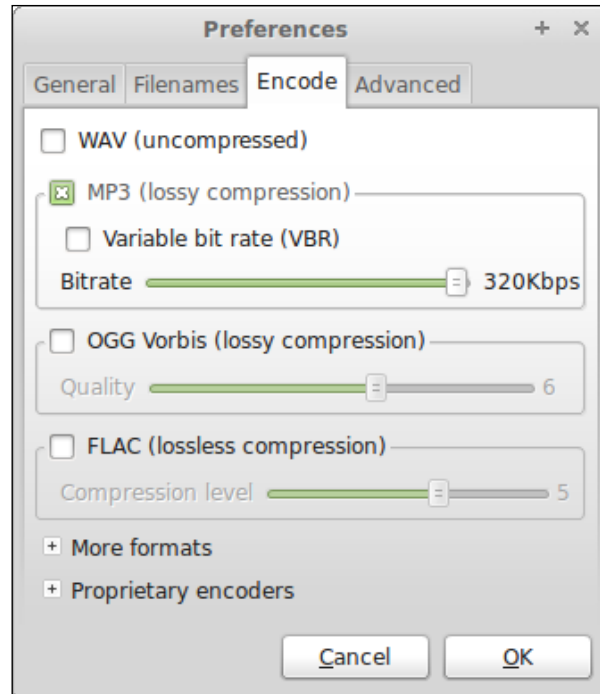 Preferences
General Filenames Encode Advanced
WAV (uncompressed)
MP3 (lossy compression)
Variable bit rate (VBR)
Bitrate 320Kbps
OGG Vorbis (lossy compression)
Quality 6
FLAC (lossless compression)
Compression level 5
More formats
Proprietary encoders
Cancel OK